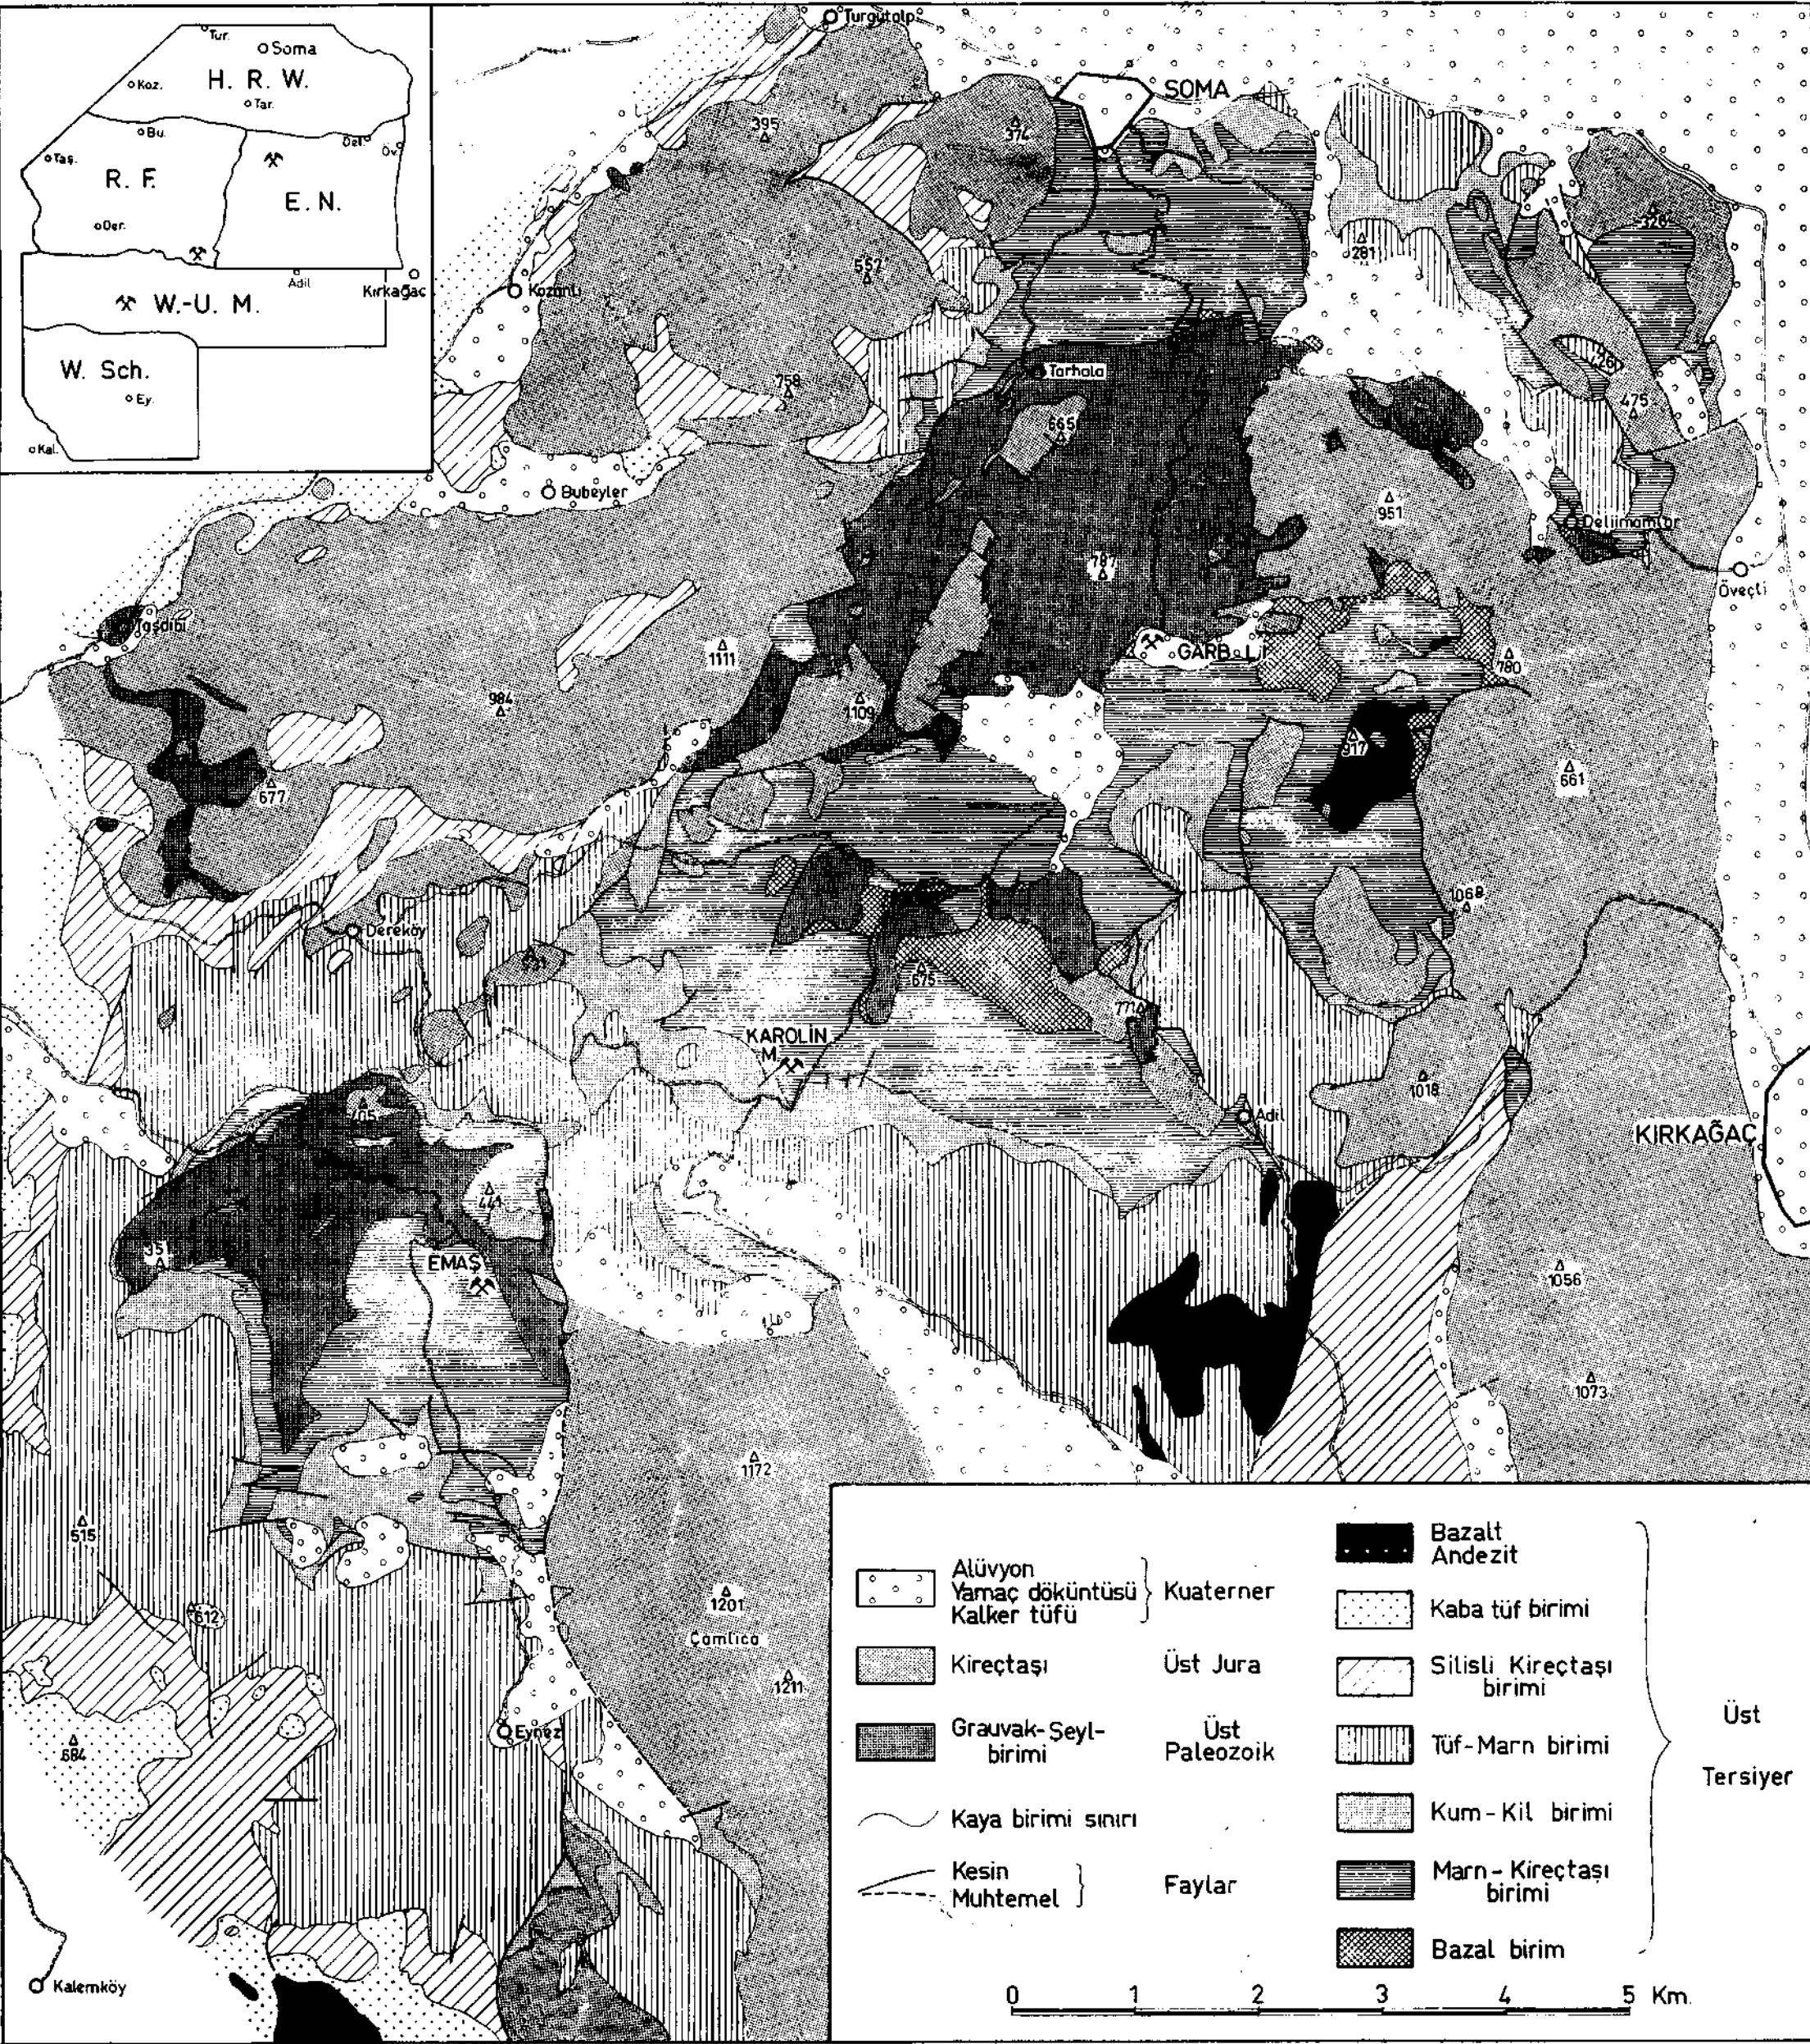 Tur.
Soma
H. R. W.
Koz.
Tar.
Bu.
Del.
Öv.
Taş.
R. F.
E. N.
Der.
Adil
Kırkağaç
W.-U. M.
W. Sch.
Ey.
Kal.
Turgutalp
SOMA
395
374
326
281
Kozanlı
557
758
Tarhala
260
475
665
Bubeyler
951
Deliimamlar
787
Öveçli
Taşdibi
1111
GARB. Li
780
984
1109
917
661
677
1068
Dereköy
551
675
771
KAROLİN
M.
1018
Adil
KIRKAĞAÇ
441
351
EMAŞ
1056
1073
1172
515
1201
Çamlıca
612
1211
684
Eynez
Kalemköy
Alüvyon
Yamaç döküntüsü
Kalker tüfü
Kuaterner
Kireçtaşı
Üst Jura
Grauvak-Şeyl-
birimi
Üst
Paleozoik
Kaya birimi sınırı
Kesin
Muhtemel
Faylar
Bazalt
Andezit
Kaba tüf birimi
Silisli Kireçtaşı
birimi
Tüf-Marn birimi
Kum-Kil birimi
Marn-Kireçtaşı
birimi
Bazal birim
Üst
Tersiyer
0 1 2 3 4 5 Km.